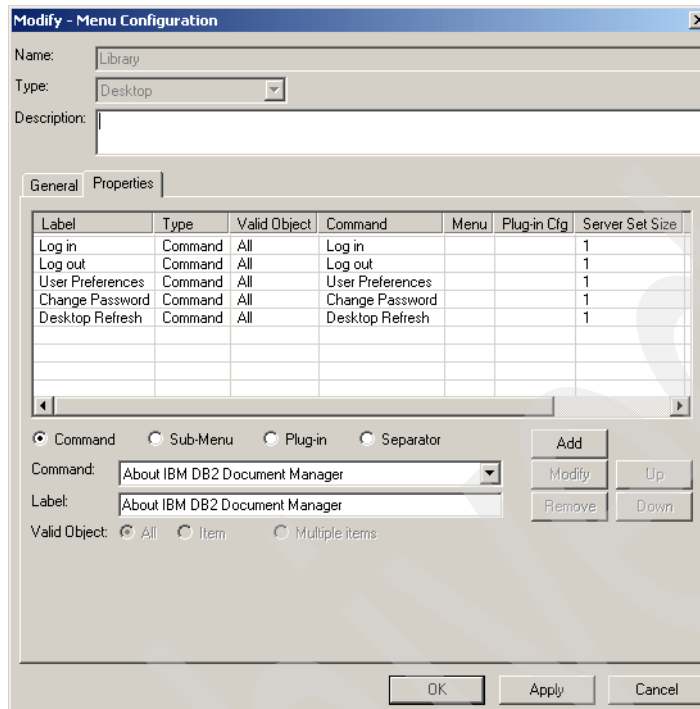 Modify - Menu Configuration
Name: Library
Type: Desktop
Description:
General Properties
Label Type Valid Object Command Menu Plug-in Cfg Server Set Size
Log in Command All Log in 1
Log out Command All Log out 1
User Preferences Command All User Preferences 1
Change Password Command All Change Password 1
Desktop Refresh Command All Desktop Refresh 1
Command Sub-Menu Plug-in Separator Add
Command: About IBM DB2 Document Manager Modify Up
Label: About IBM DB2 Document Manager Remove Down
Valid Object: All Item Multiple items
OK Apply Cancel